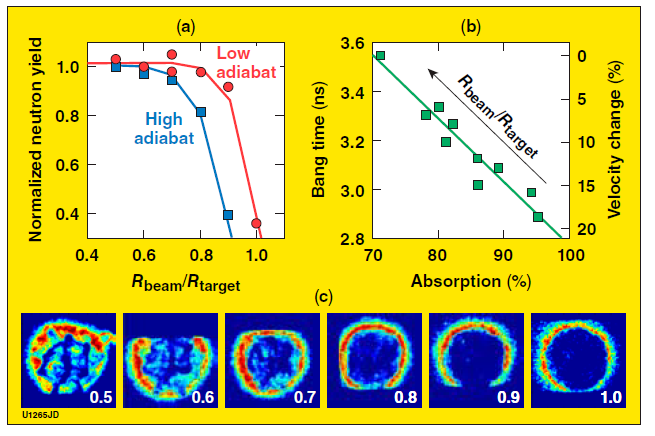 (a)
Normalized neutron yield
1.0
0.8
0.6
0.4
0.4 0.6 0.8 1.0
Rbeam/Rtarget
Low
adiabat
High
adiabat
(b)
Bang time (ns)
3.6
3.4
3.2
3.0
2.8
70 80 90 100
Absorption (%)
0
5
10
15
20
Velocity change (%)
Rbeam/Rtarget
(c)
0.5 0.6 0.7 0.8 0.9 1.0
U1265JD